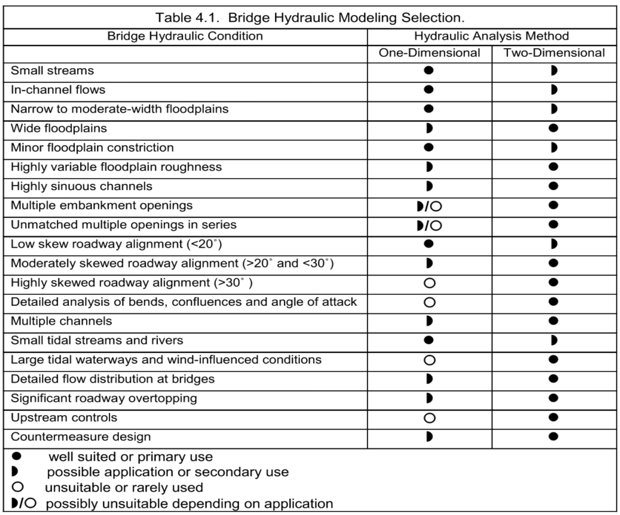 Table 4.1.  Bridge Hydraulic Modeling Selection.
Bridge Hydraulic Condition Hydraulic Analysis Method
One-Dimensional Two-Dimensional
Small streams ● ◗
In-channel flows ● ◗
Narrow to moderate-width floodplains ● ◗
Wide floodplains ◗ ●
Minor floodplain constriction ● ◗
Highly variable floodplain roughness ◗ ●
Highly sinuous channels ◗ ●
Multiple embankment openings ◗/○ ●
Unmatched multiple openings in series ◗/○ ●
Low skew roadway alignment (<20˚) ● ◗
Moderately skewed roadway alignment (>20˚ and <30˚) ◗ ●
Highly skewed roadway alignment (>30˚ ) ○ ●
Detailed analysis of bends, confluences and angle of attack ○ ●
Multiple channels ◗ ●
Small tidal streams and rivers ● ◗
Large tidal waterways and wind-influenced conditions ○ ●
Detailed flow distribution at bridges ◗ ●
Significant roadway overtopping ◗ ●
Upstream controls ○ ●
Countermeasure design ◗ ●
● well suited or primary use
◗ possible application or secondary use
○ unsuitable or rarely used
◗/○ possibly unsuitable depending on application